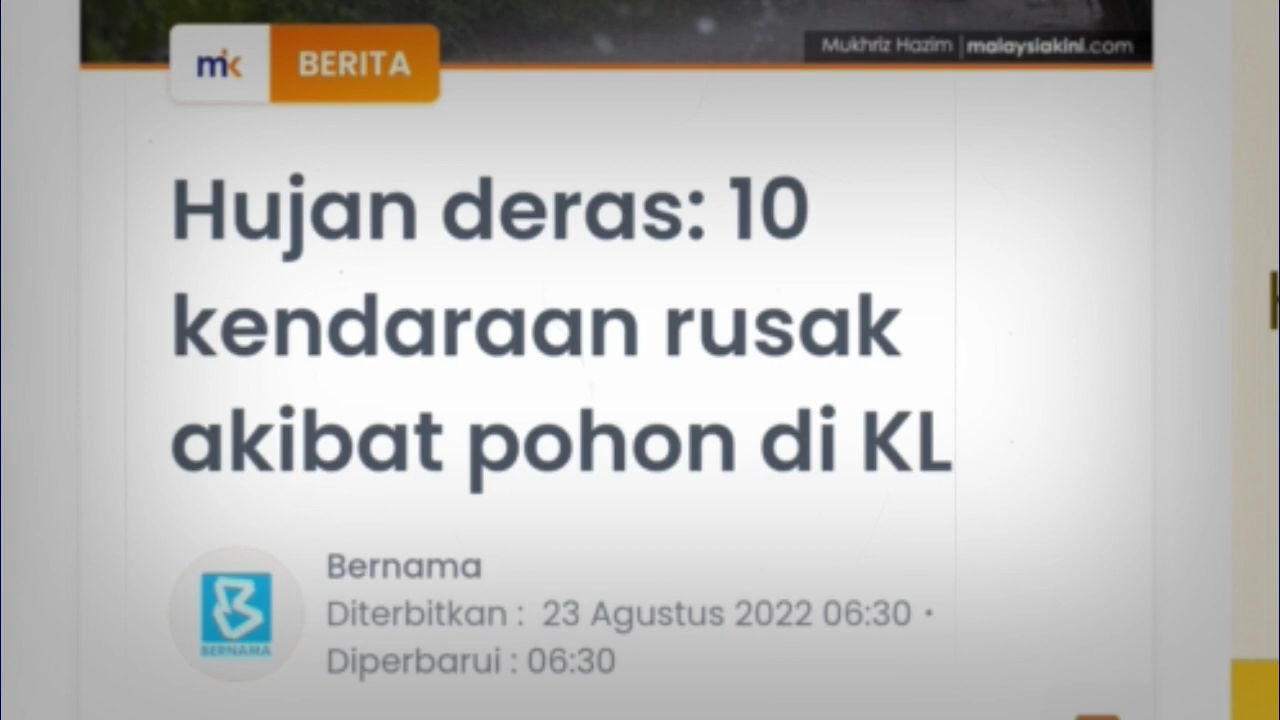 Mukhriz Hazim | malaysiakini.com
mk BERITA
Hujan deras: 10
kendaraan rusak
akibat pohon di KL
Bernama
BERNAMA
Diterbitkan : 23 Agustus 2022 06:30 •
Diperbarui : 06:30